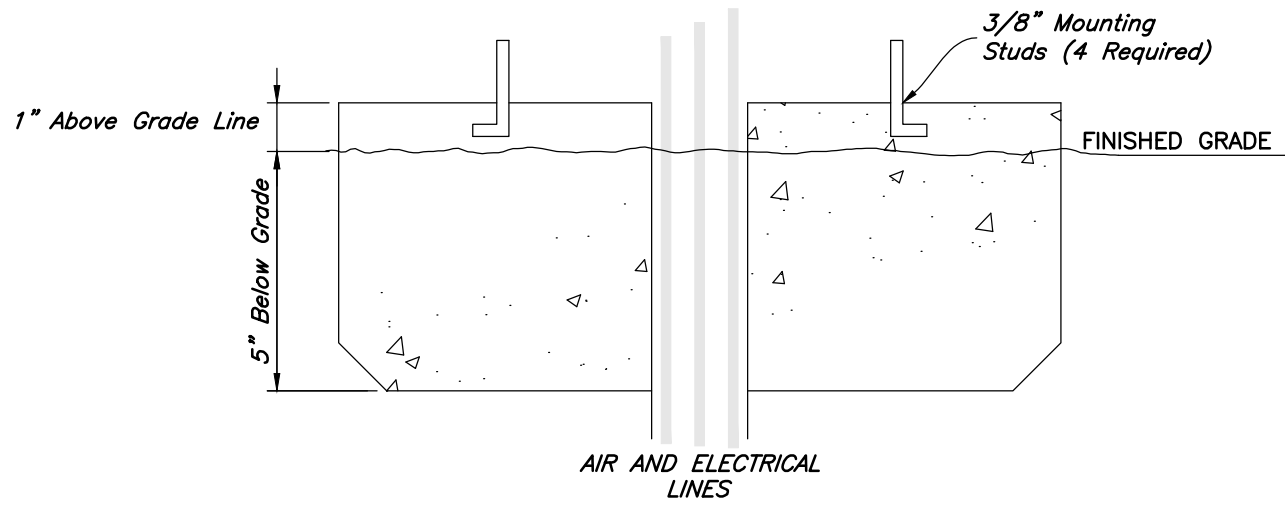 3/8” Mounting
Studs (4 Required)
1” Above Grade Line
FINISHED GRADE
5” Below Grade
AIR AND ELECTRICAL
LINES